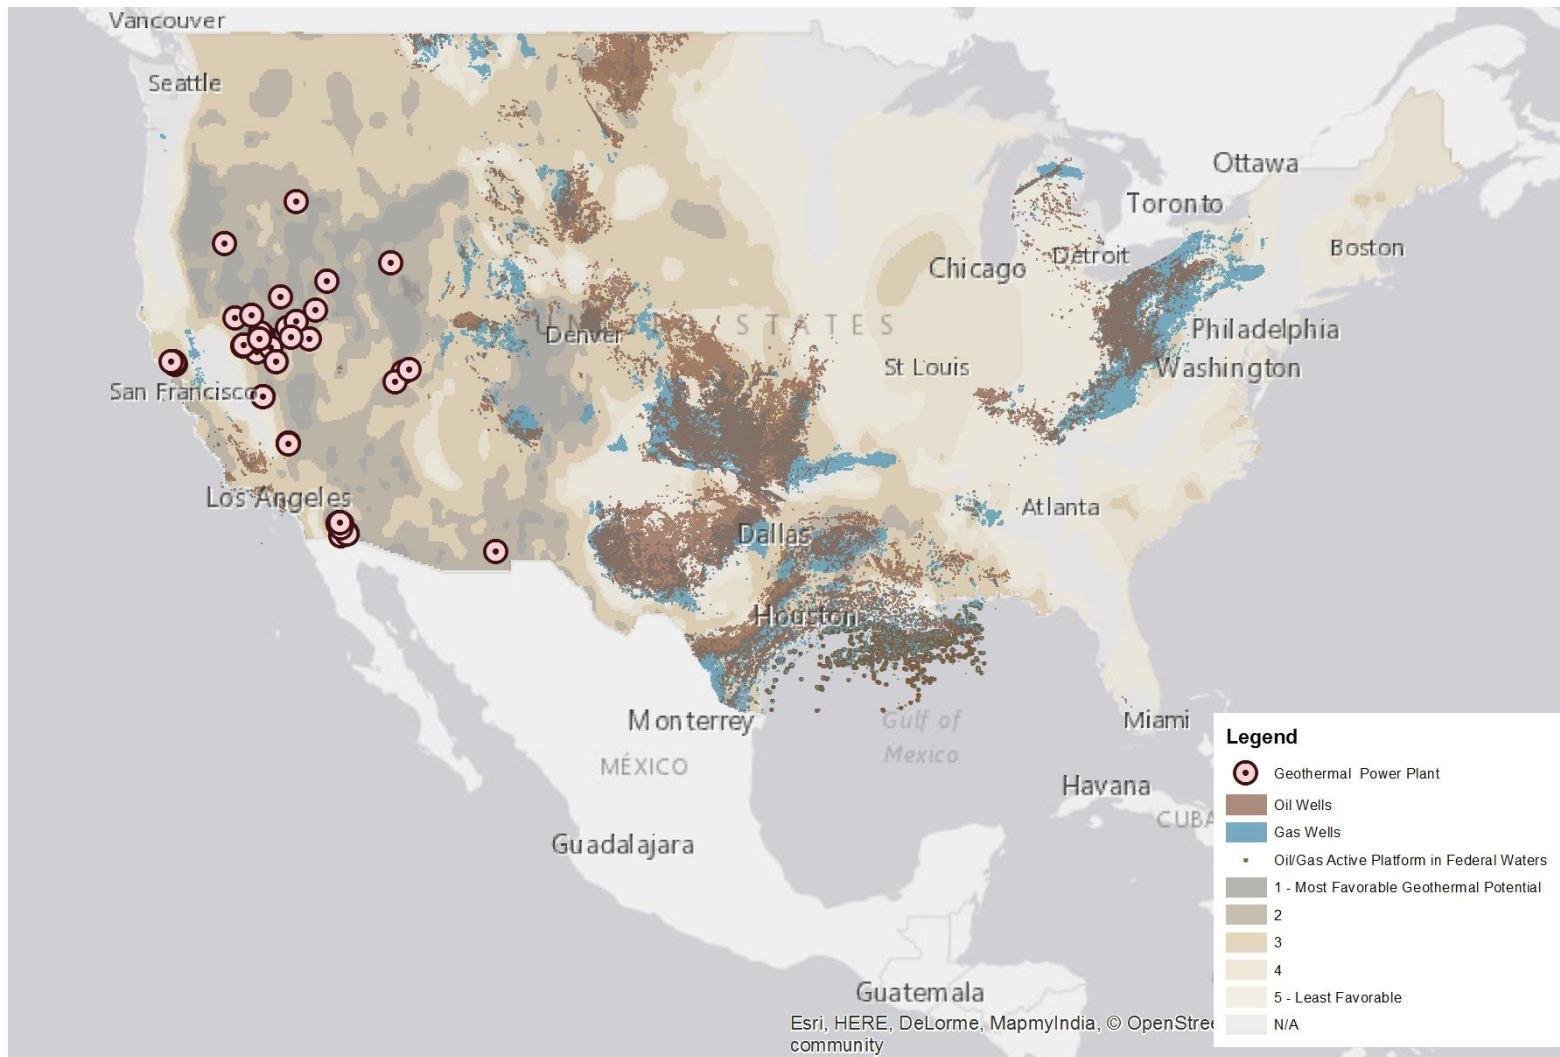 Vancouver
Seattle
Ottawa
Toronto
Boston
Detroit
Chicago
Philadelphia
UNITED STATES
Denver
St Louis
Washington
San Francisco
Los Angeles
Atlanta
Dallas
Houston
Monterrey
Gulf of
Mexico
Miami
MÉXICO
Havana
CUBA
Guadalajara
Guatemala
Esri, HERE, DeLorme, MapmyIndia, © OpenStree
community
Legend
Geothermal Power Plant
Oil Wells
Gas Wells
Oil/Gas Active Platform in Federal Waters
1 - Most Favorable Geothermal Potential
2
3
4
5 - Least Favorable
N/A